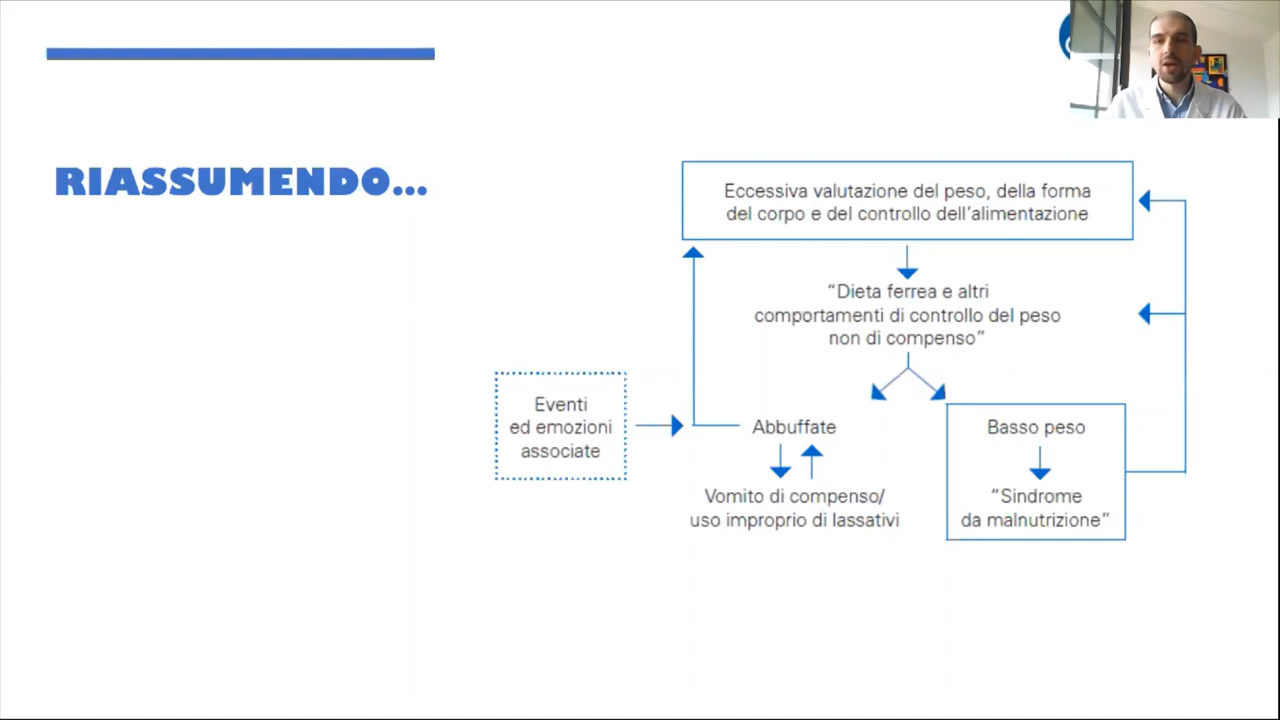 RIASSUMENDO...
Eccessiva valutazione del peso, della forma
del corpo e del controllo dell'alimentazione
“Dieta ferrea e altri
comportamenti di controllo del peso
non di compenso”
Eventi
ed emozioni
associate
Abbuffate
Vomito di compenso/
uso improprio di lassativi
Basso peso
“Sindrome
da malnutrizione”